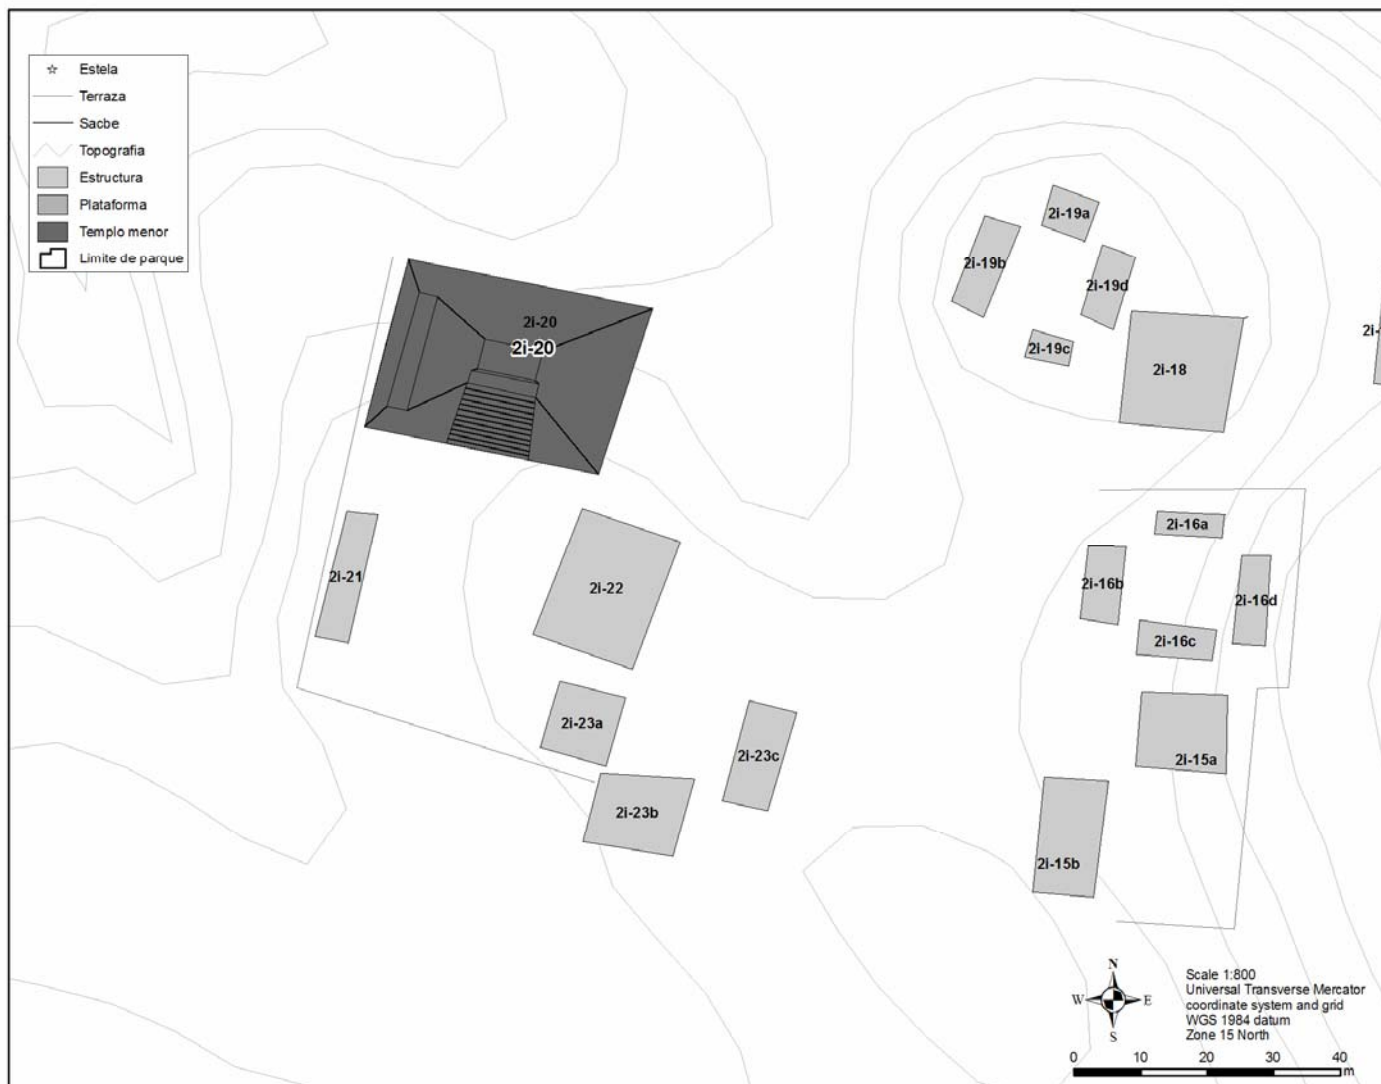 Estela
Terraza
Sacbe
Topografia
Estructura
Plataforma
Templo menor
Limite de parque
2i-19a
2i-19b
2i-19d
2i-20
2i-20
2i-19c
2i-
2i-18
2i-16a
2i-21
2i-22
2i-16b
2i-16d
2i-16c
2i-23a
2i-23c
2i-15a
2i-23b
2i-15b
N
W
E
S
Scale 1:800
Universal Transverse Mercator
coordinate system and grid
WGS 1984 datum
Zone 15 North
0 10 20 30 40
m